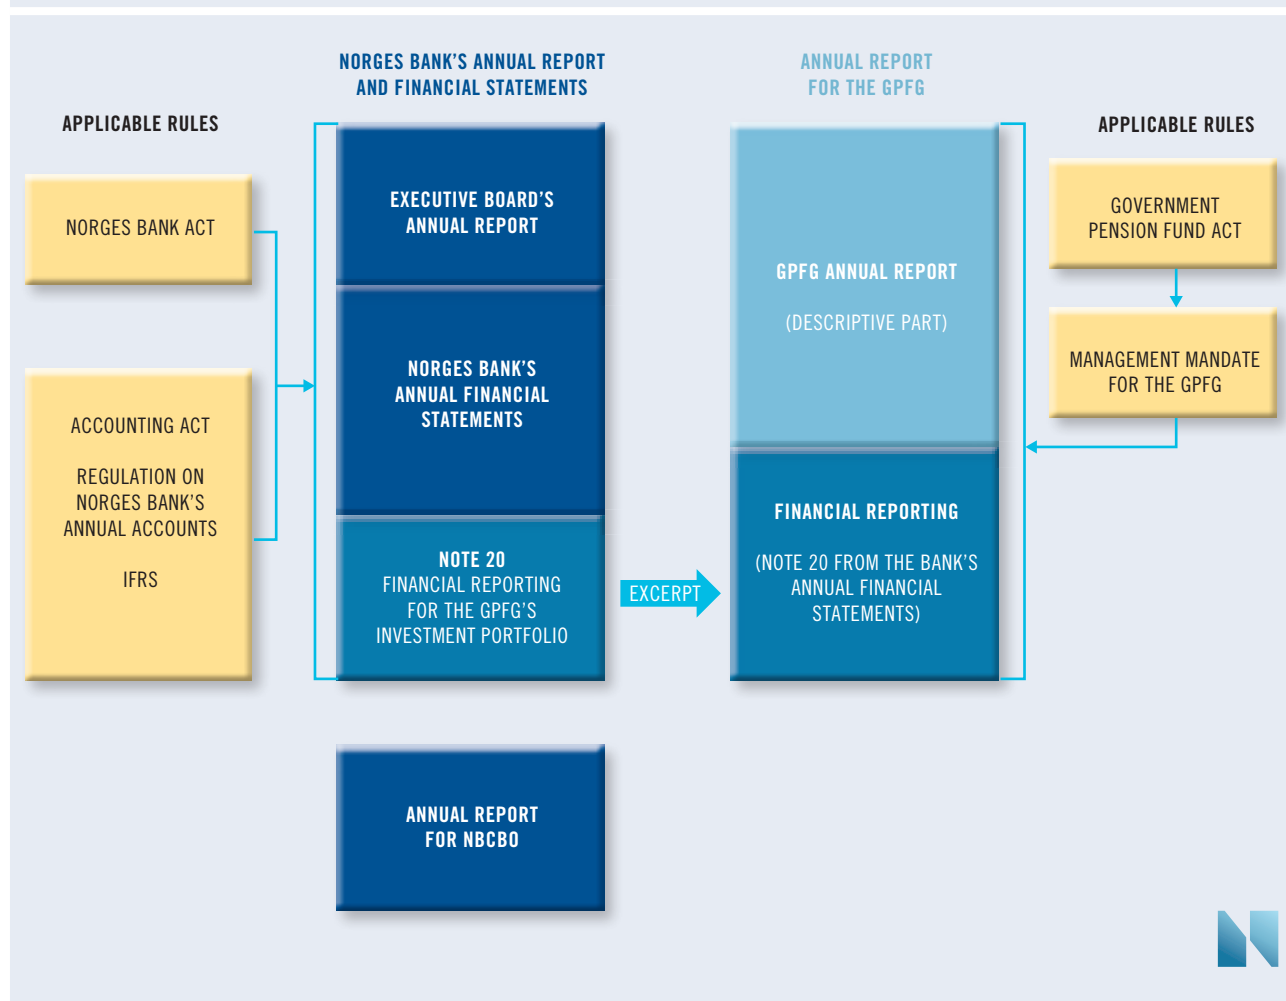 NORGES BANK’S ANNUAL REPORT
AND FINANCIAL STATEMENTS
ANNUAL REPORT
FOR THE GPFG
APPLICABLE RULES
APPLICABLE RULES
NORGES BANK ACT
ACCOUNTING ACT
REGULATION ON
NORGES BANK’S
ANNUAL ACCOUNTS
IFRS
EXECUTIVE BOARD’S
ANNUAL REPORT
NORGES BANK’S
ANNUAL FINANCIAL
STATEMENTS
NOTE 20
FINANCIAL REPORTING
FOR THE GPFG’S
INVESTMENT PORTFOLIO
EXCERPT
GPFG ANNUAL REPORT
(DESCRIPTIVE PART)
FINANCIAL REPORTING
(NOTE 20 FROM THE BANK’S
ANNUAL FINANCIAL
STATEMENTS)
GOVERNMENT
PENSION FUND ACT
MANAGEMENT MANDATE
FOR THE GPFG
ANNUAL REPORT
FOR NBCBO